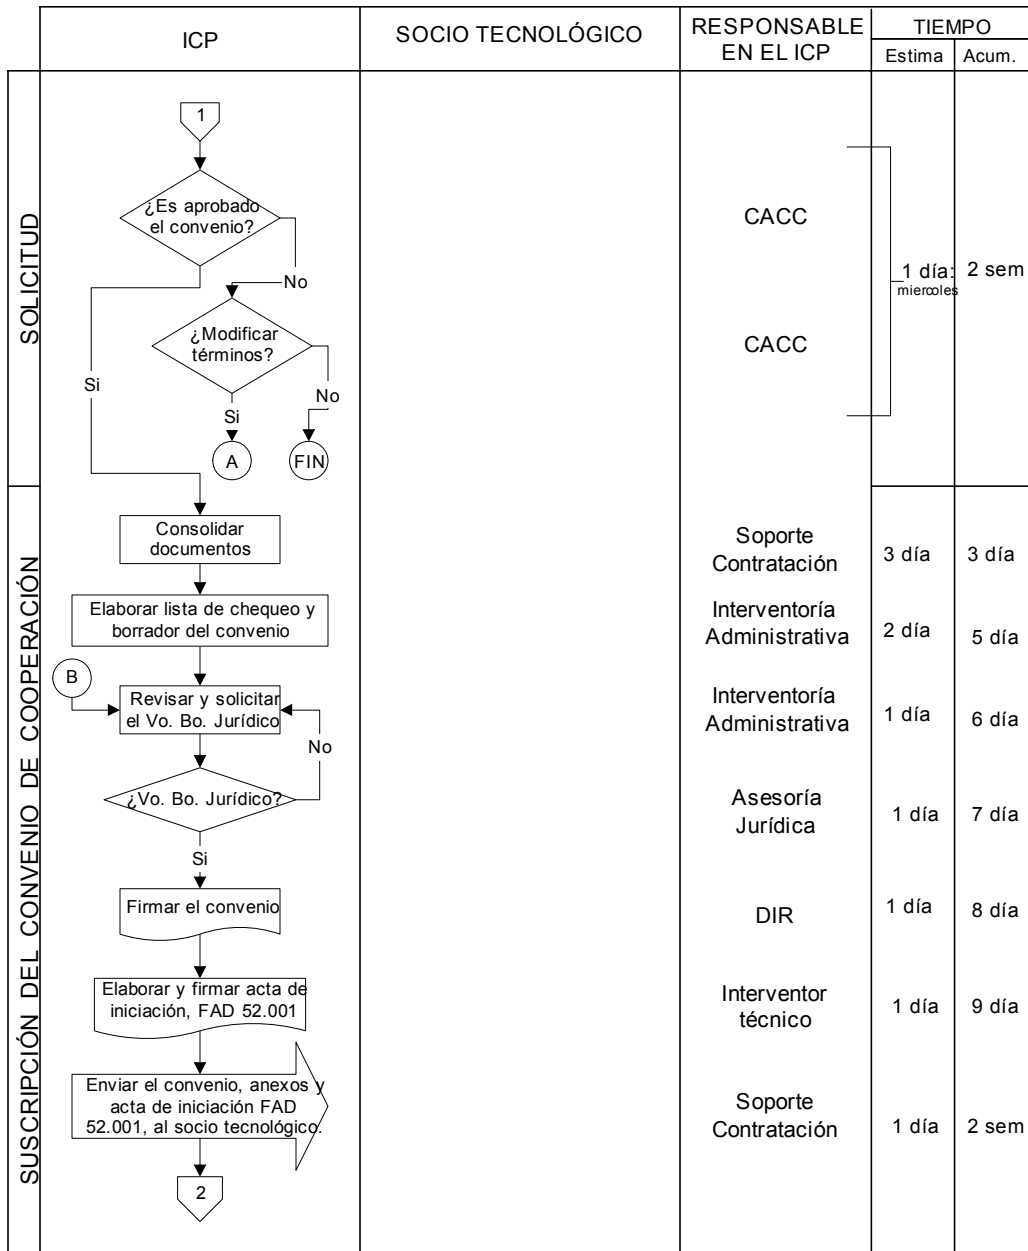 ICP
SOCIO TECNOLÓGICO
RESPONSABLE
EN EL ICP
TIEMPO
Estima
Acum.
SOLICITUD
1
¿Es aprobado
el convenio?
CACC
No
1 día:
miercoles
2 sem
¿Modificar
términos?
CACC
Si
No
Si
A
FIN
SUSCRIPCIÓN DEL CONVENIO DE COOPERACIÓN
Consolidar
documentos
Soporte
Contratación
3 día
3 día
Elaborar lista de chequeo y
borrador del convenio
Interventoría
Administrativa
2 día
5 día
B
Revisar y solicitar
el Vo. Bo. Jurídico
Interventoría
Administrativa
1 día
6 día
No
¿Vo. Bo. Jurídico?
Asesoría
Jurídica
1 día
7 día
Si
Firmar el convenio
DIR
1 día
8 día
Elaborar y firmar acta de
iniciación, FAD 52.001
Interventor
técnico
1 día
9 día
Enviar el convenio, anexos y
acta de iniciación FAD
52.001, al socio tecnológico.
Soporte
Contratación
1 día
2 sem
2